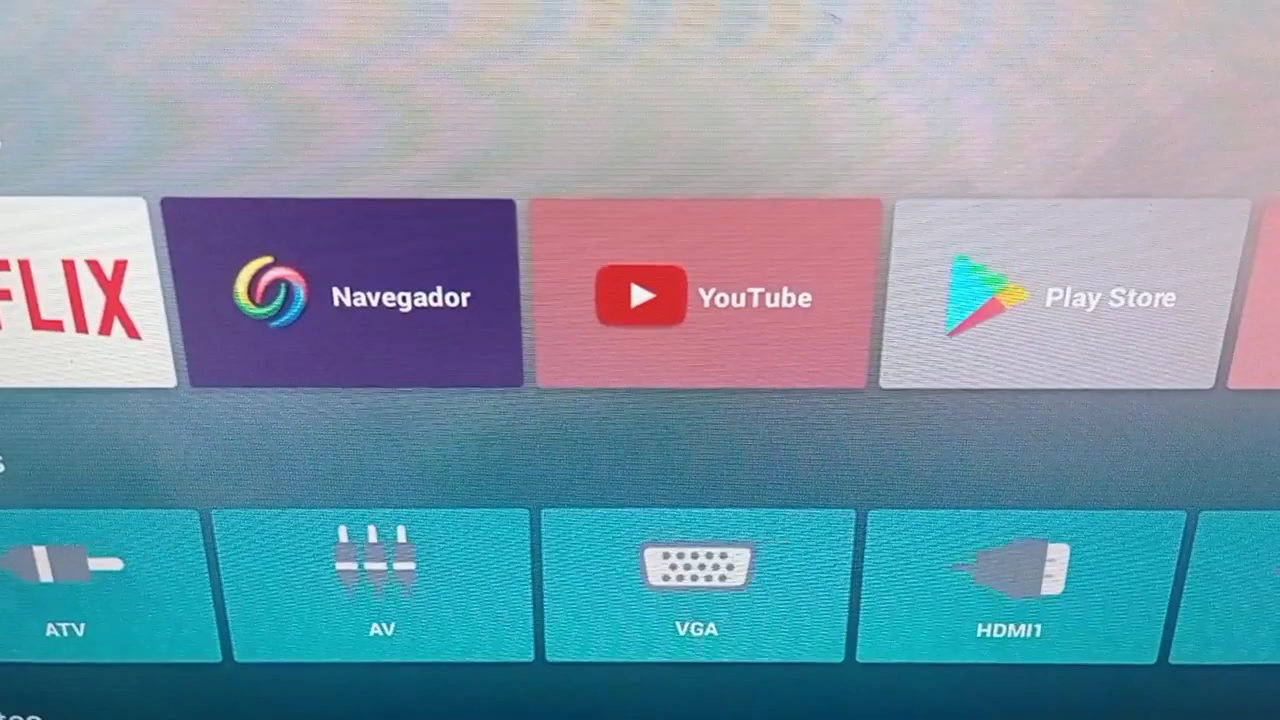 FLIX
Navegador
YouTube
Play Store
s
ATV
AV
VGA
HDMI1